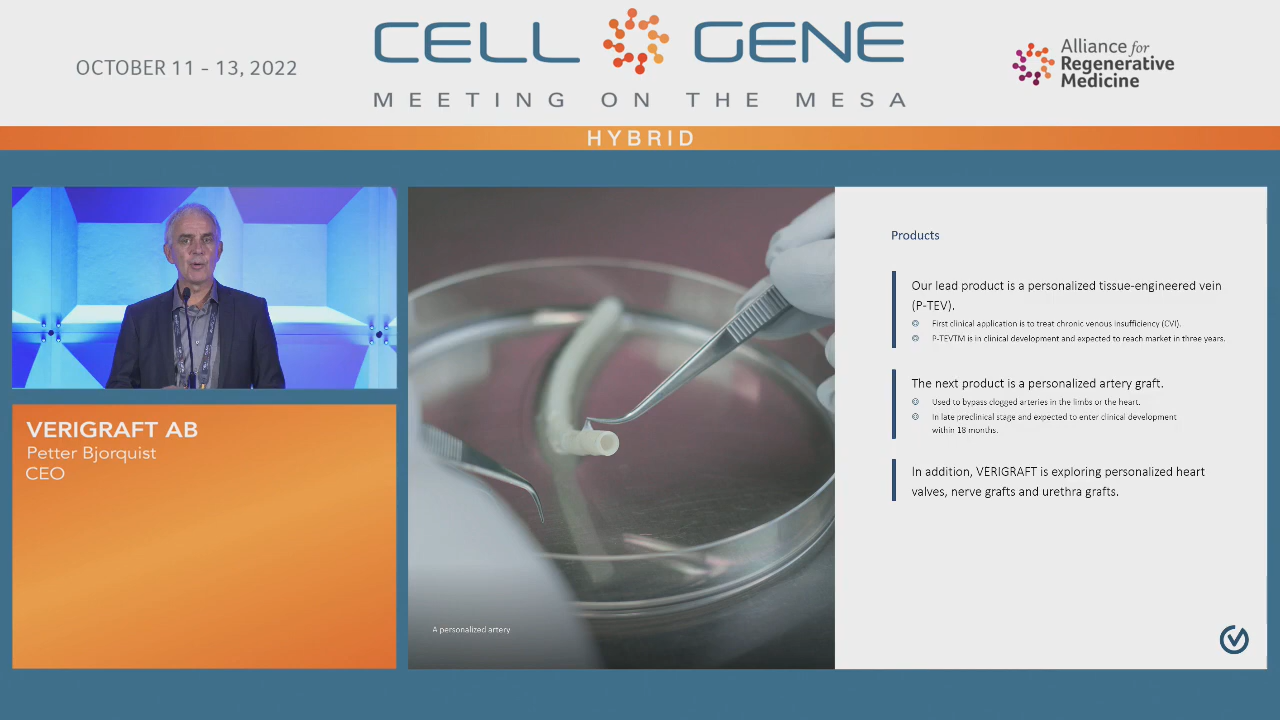 OCTOBER 11 - 13, 2022
CELL GENE
MEETING ON THE MESA
Alliance for
Regenerative
Medicine
HYBRID
VERIGRAFT AB
Petter Bjorquist
CEO
A personalized artery
Products
Our lead product is a personalized tissue-engineered vein
(P-TEV).
First clinical application is to treat chronic venous insufficiency (CVI).
P-TEVTM is in clinical development and expected to reach market in three years.
The next product is a personalized artery graft.
Used to bypass clogged arteries in the limbs or the heart.
In late preclinical stage and expected to enter clinical development
within 18 months.
In addition, VERIGRAFT is exploring personalized heart
valves, nerve grafts and urethra grafts.